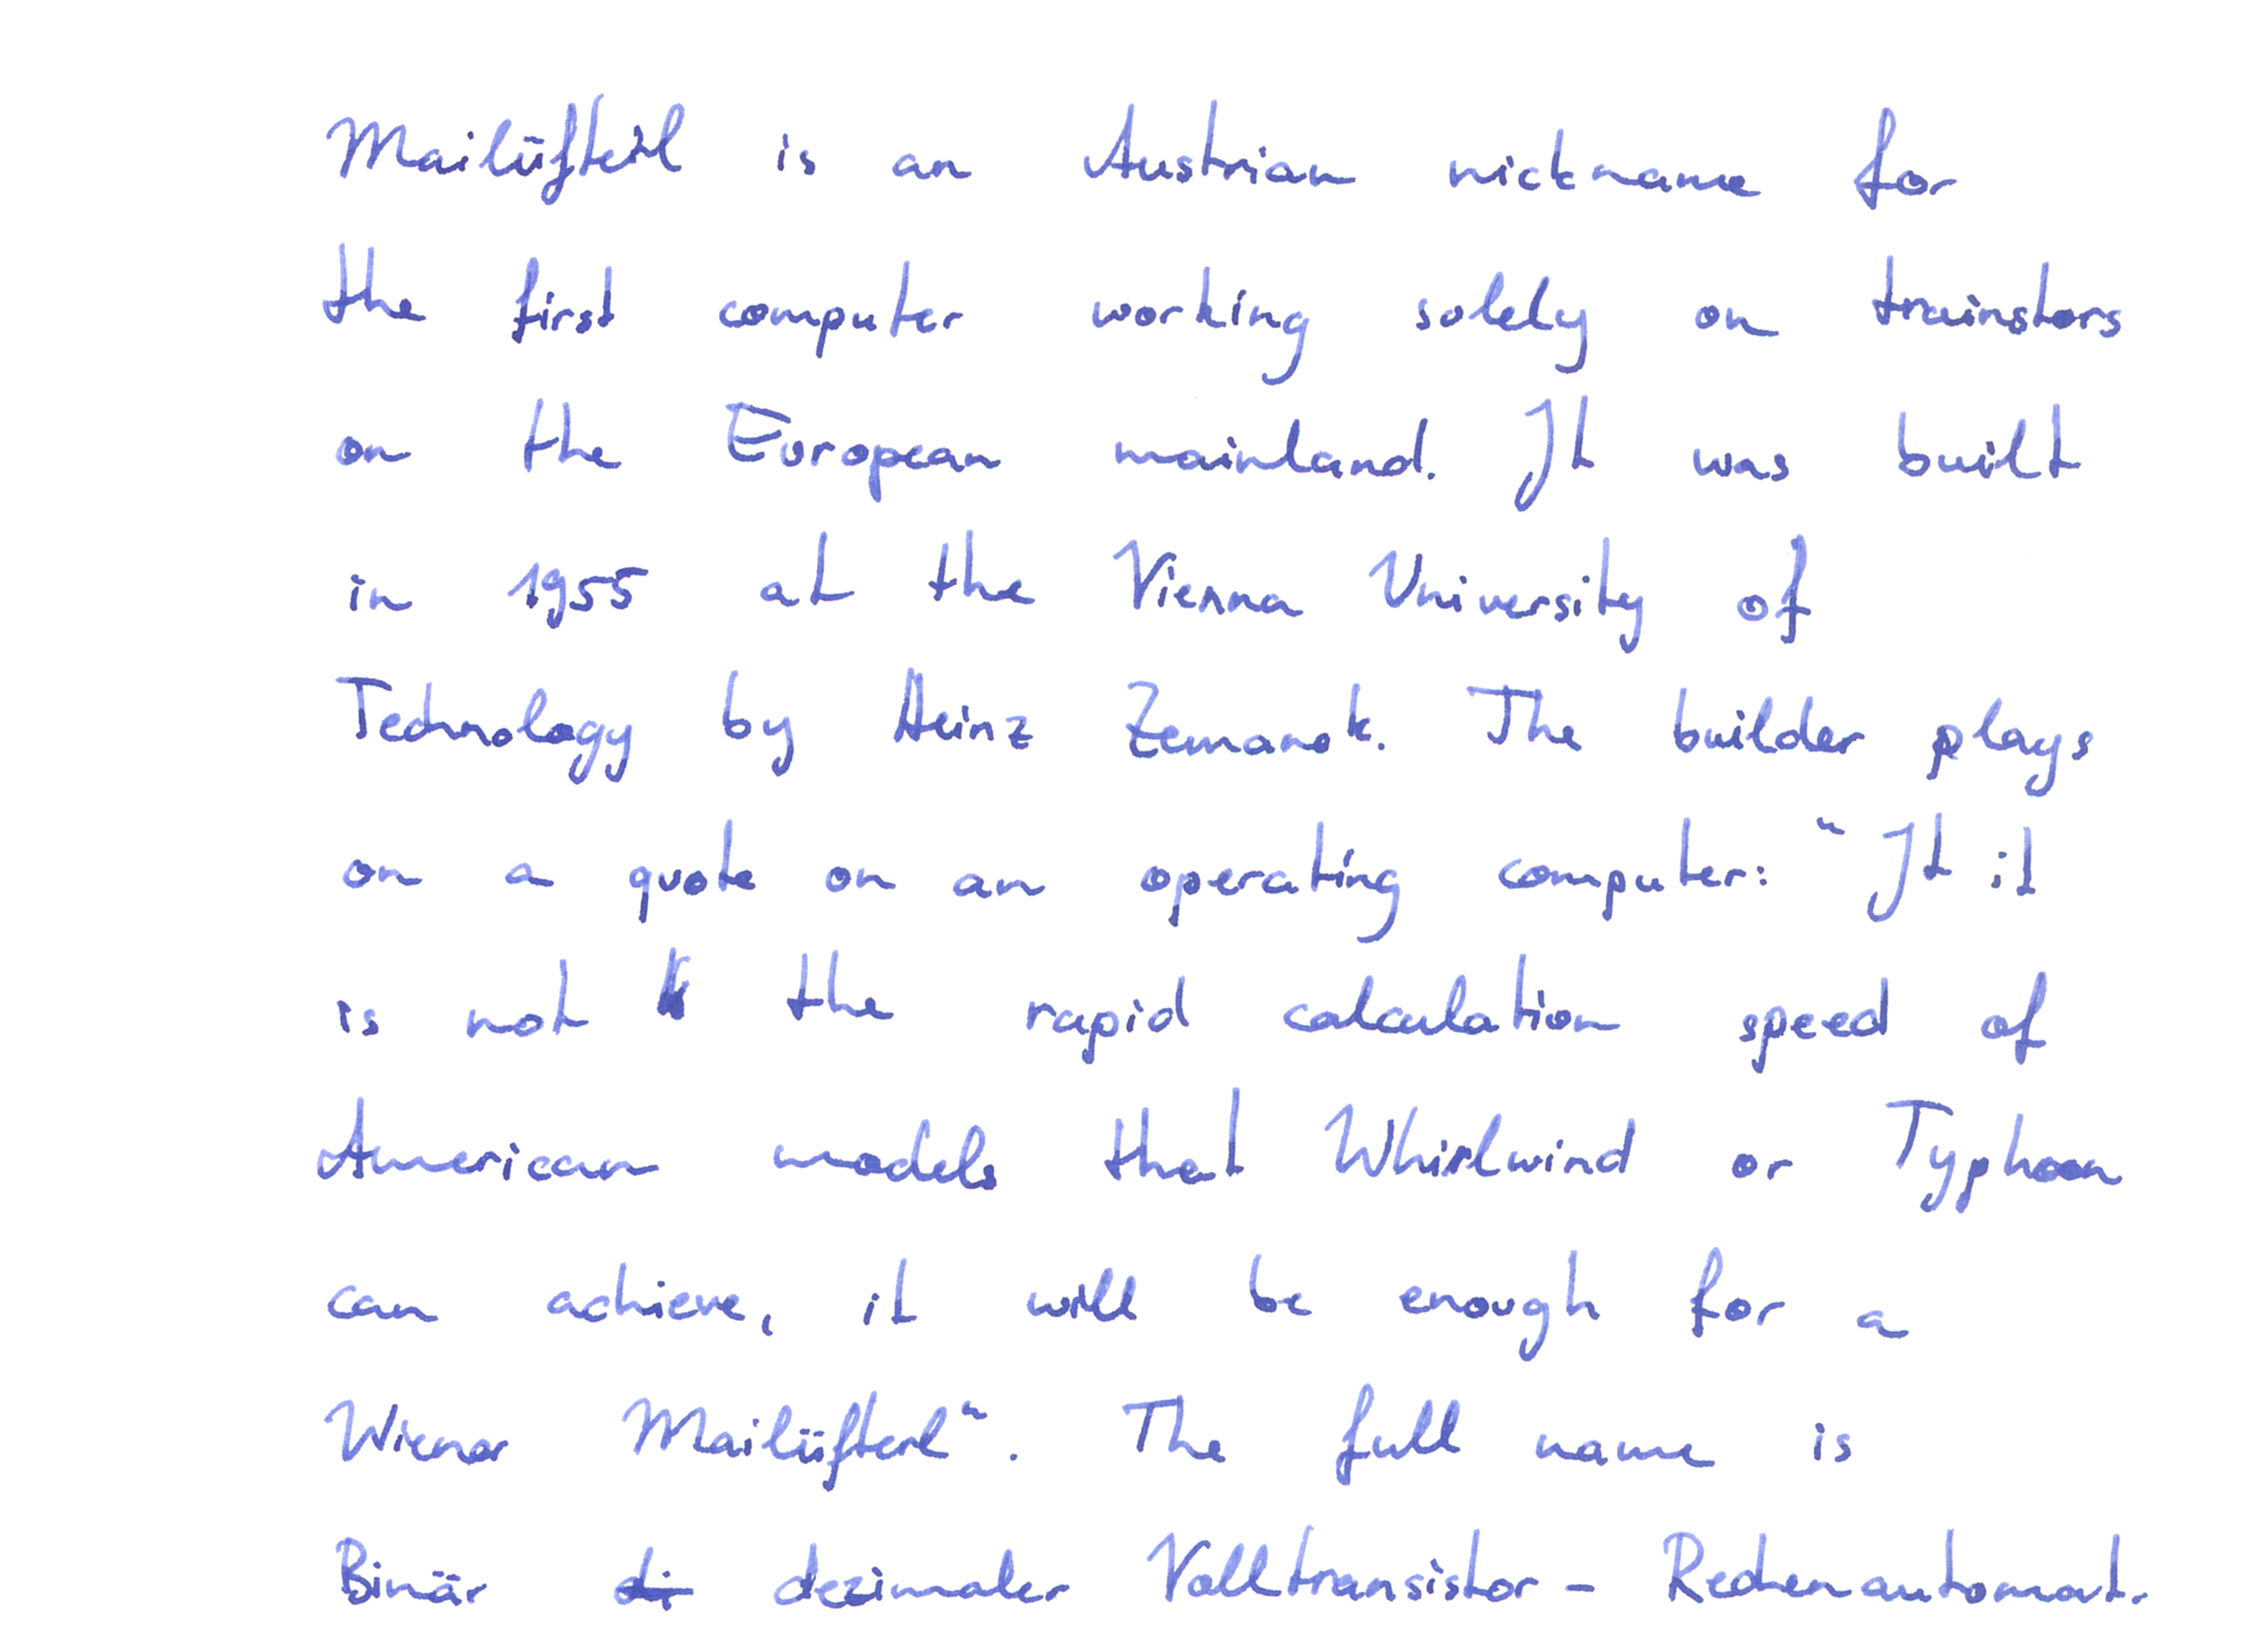 Mailüfterl is an Austrian nickname for
the first computer working solely on trainstors
on the European mainland. It was built
in 1955 at the Vienna University of
Technology by Heinz Zemanek. The builder plays
on a quote on an operating computer: "It it
is not the rapid calculation speed of
American models that Whirlwind or Typhoon
can achieve, it will be enough for a
Wiener Mailüfterl". The full name is
Binär di dezimaler Volltransistor - Rechenautomat.